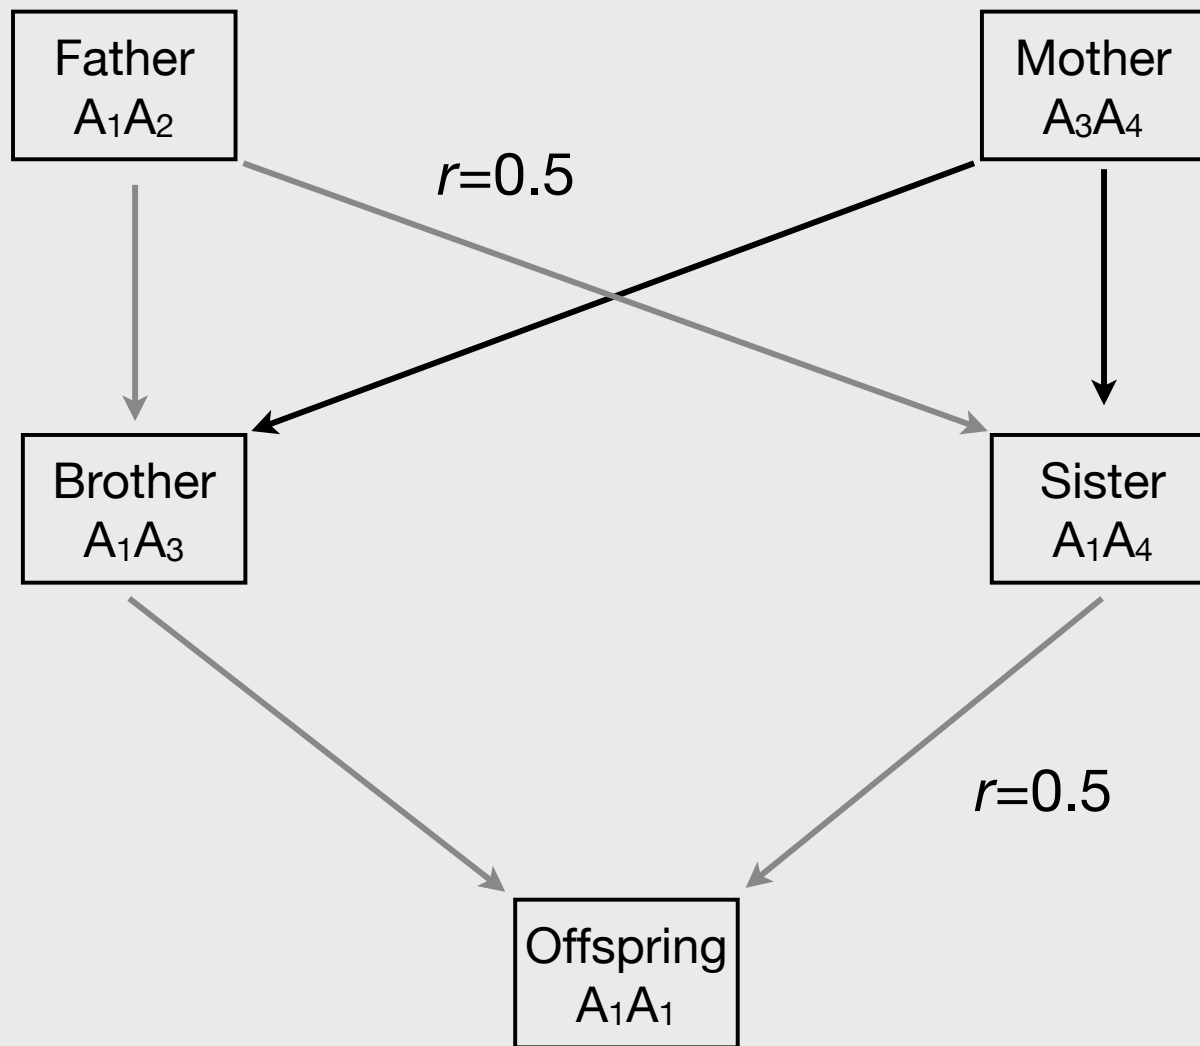 Father
A₁A₂
Mother
A₃A₄
r=0.5
Brother
A₁A₃
Sister
A₁A₄
r=0.5
Offspring
A₁A₁